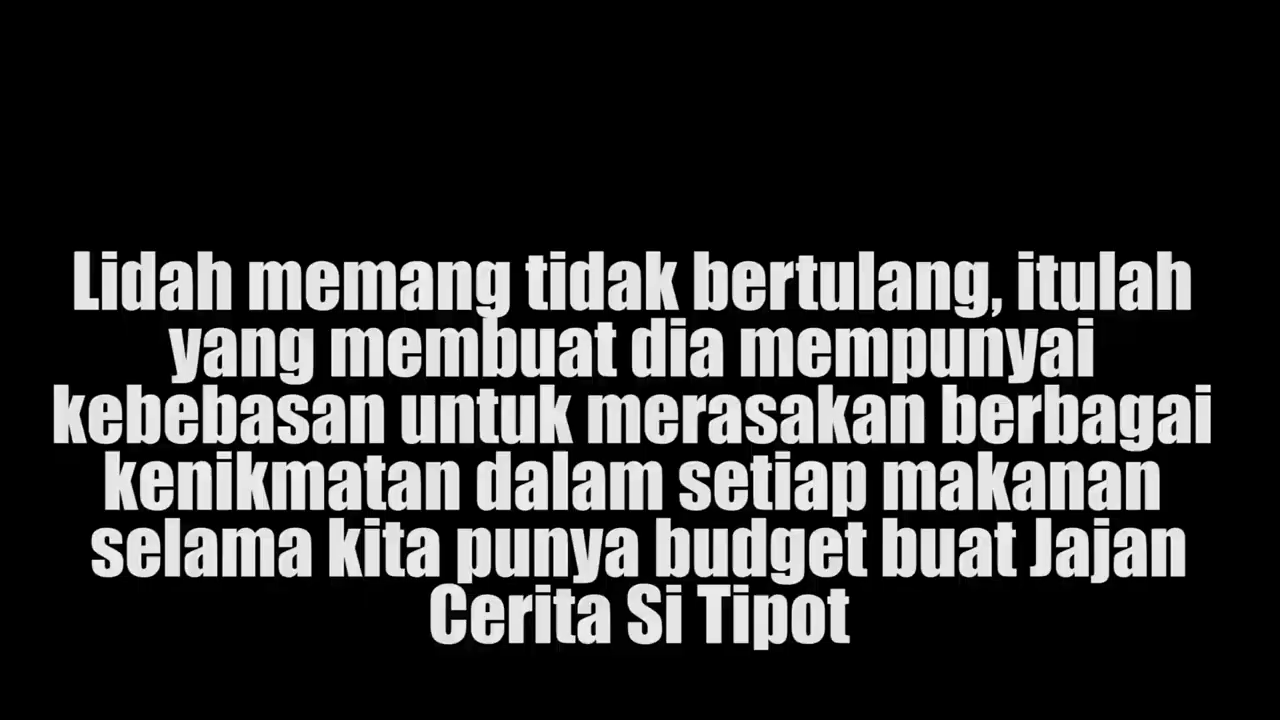 Lidah memang tidak bertulang, itulah
yang membuat dia mempunyai
kebebasan untuk merasakan berbagai
kenikmatan dalam setiap makanan
selama kita punya budget buat Jajan
Cerita Si Tipot